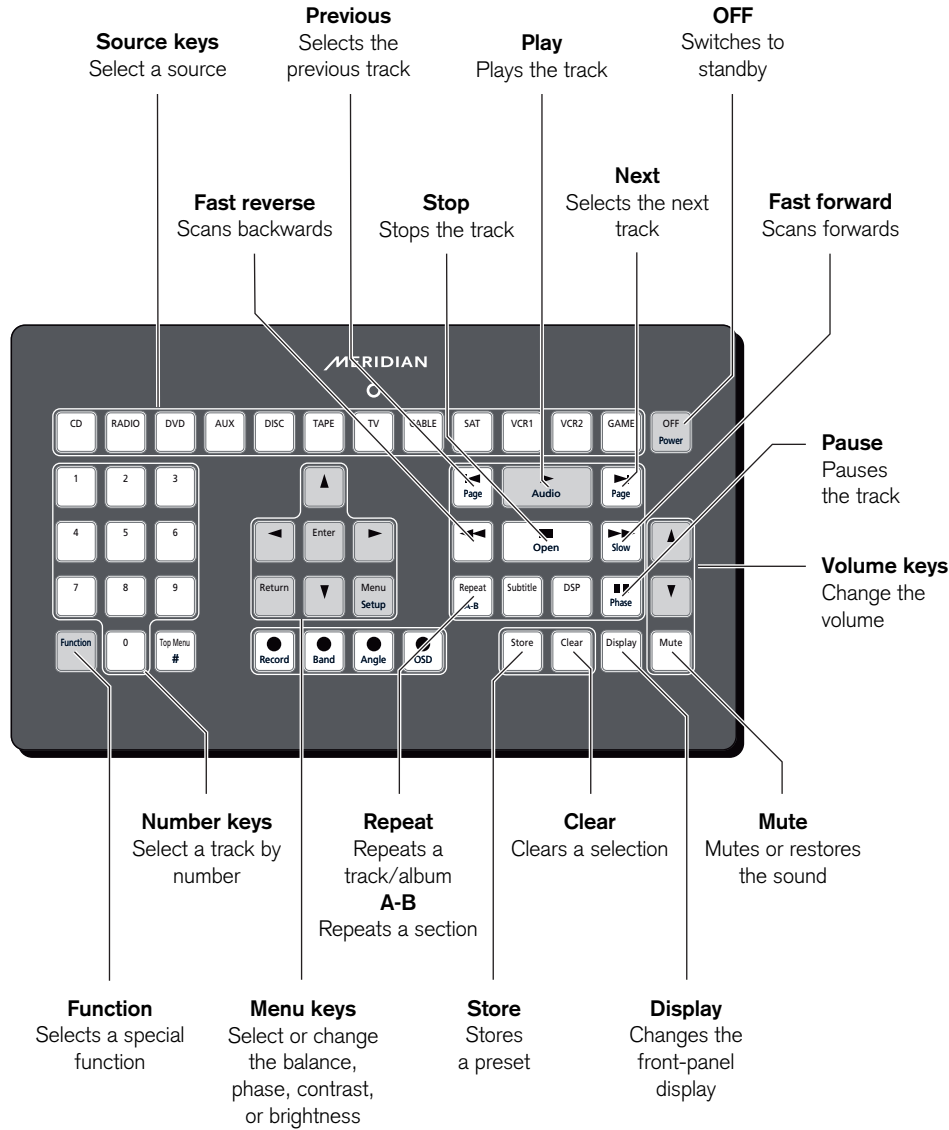 Previous
Selects the
previous track
OFF
Switches to
standby
Source keys
Select a source
Play
Plays the track
Next
Selects the next
track
Fast reverse
Scans backwards
Stop
Stops the track
Fast forward
Scans forwards
MERIDIAN
CD RADIO DVD AUX DISC TAPE TV CABLE SAT VCR1 VCR2 GAME OFF
Power
1 2 3
Page Audio Page
Pause
Pauses
the track
4 5 6 Enter
Open Slow
Volume keys
Change the
volume
7 8 9 Return Menu Repeat Subtitle DSP
Setup A-B Phase
Function 0 Top Menu Store Clear Display Mute
# Record Band Angle OSD
Number keys
Select a track by
number
Repeat
Repeats a
track/album
A-B
Repeats a section
Clear
Clears a selection
Mute
Mutes or restores
the sound
Function
Selects a special
function
Menu keys
Select or change
the balance,
phase, contrast,
or brightness
Store
Stores
a preset
Display
Changes the
front-panel
display